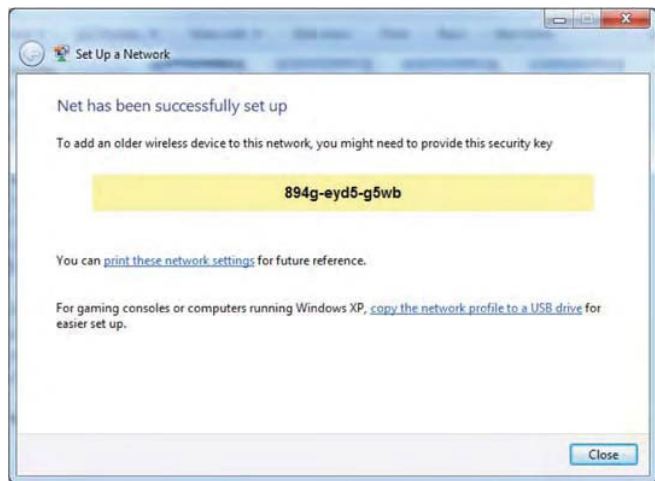 Set Up a Network
Net has been successfully set up
To add an older wireless device to this network, you might need to provide this security key
894g-eyd5-g5wb
You can print these network settings for future reference.
For gaming consoles or computers running Windows XP, copy the network profile to a USB drive for
easier set up.
Close